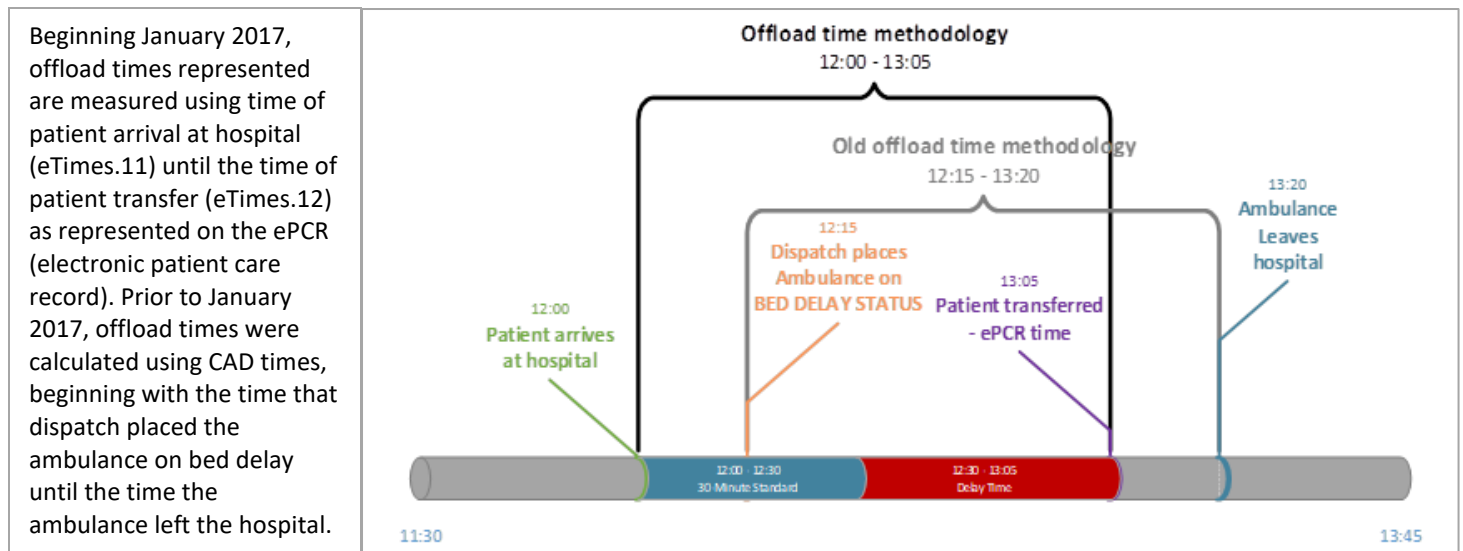 Beginning January 2017,
offload times represented
are measured using time of
patient arrival at hospital
(eTimes.11) until the time of
patient transfer (eTimes.12)
as represented on the ePCR
(electronic patient care
record). Prior to January
2017, offload times were
calculated using CAD times,
beginning with the time that
dispatch placed the
ambulance on bed delay
until the time the
ambulance left the hospital.
Offload time methodology
12:00 - 13:05
Old offload time methodology
12:15 - 13:20
13:20
Ambulance
Leaves
hospital
12:15
Dispatch places
Ambulance on
BED DELAY STATUS
13:05
Patient transferred
- ePCR time
12:00
Patient arrives
at hospital
12:00 - 12:30
30 Minute Standard
12:30 - 13:05
Delay Time
11:30
13:45